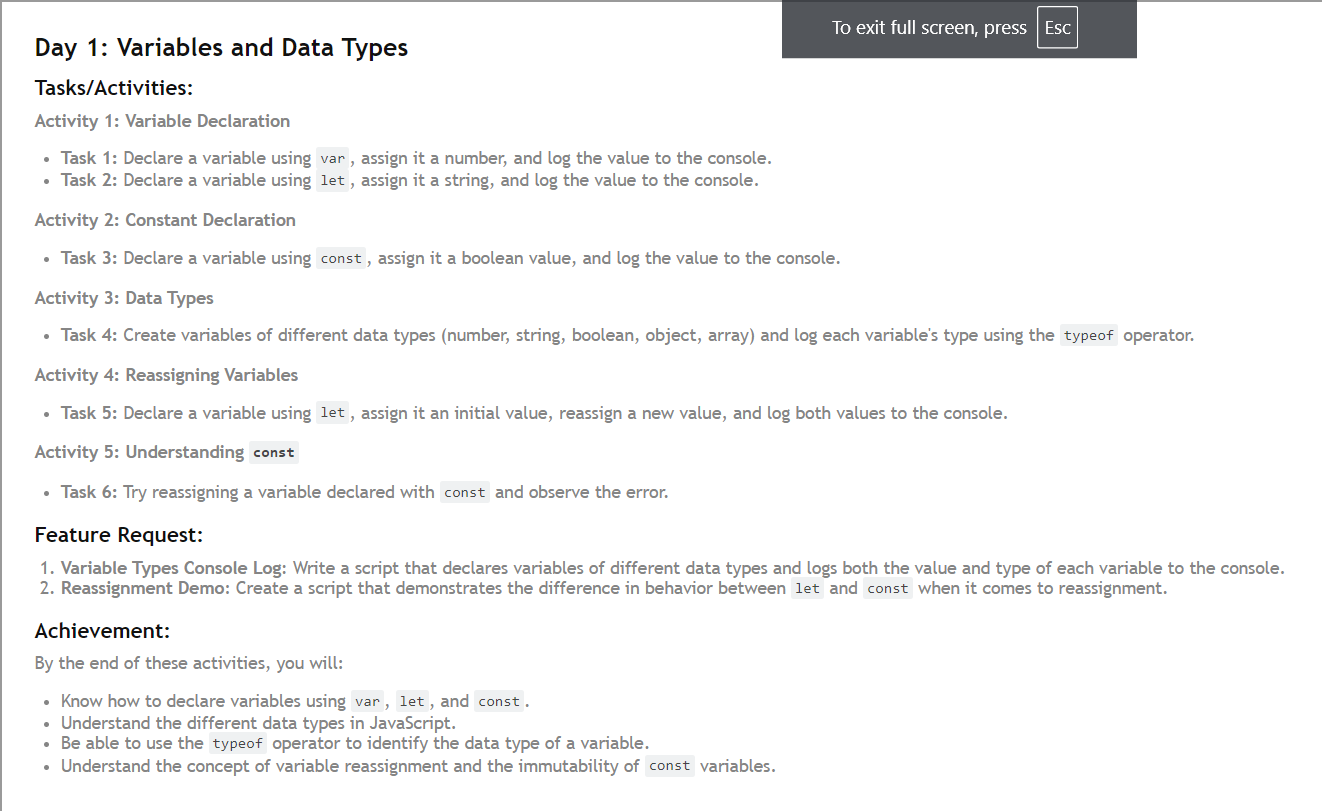 To exit full screen, press Esc
Day 1: Variables and Data Types
Tasks/Activities:
Activity 1: Variable Declaration
• Task 1: Declare a variable using var, assign it a number, and log the value to the console.
• Task 2: Declare a variable using let, assign it a string, and log the value to the console.
Activity 2: Constant Declaration
• Task 3: Declare a variable using const, assign it a boolean value, and log the value to the console.
Activity 3: Data Types
• Task 4: Create variables of different data types (number, string, boolean, object, array) and log each variable's type using the typeof operator.
Activity 4: Reassigning Variables
• Task 5: Declare a variable using let, assign it an initial value, reassign a new value, and log both values to the console.
Activity 5: Understanding const
• Task 6: Try reassigning a variable declared with const and observe the error.
Feature Request:
1. Variable Types Console Log: Write a script that declares variables of different data types and logs both the value and type of each variable to the console.
2. Reassignment Demo: Create a script that demonstrates the difference in behavior between let and const when it comes to reassignment.
Achievement:
By the end of these activities, you will:
• Know how to declare variables using var, let, and const.
• Understand the different data types in JavaScript.
• Be able to use the typeof operator to identify the data type of a variable.
• Understand the concept of variable reassignment and the immutability of const variables.